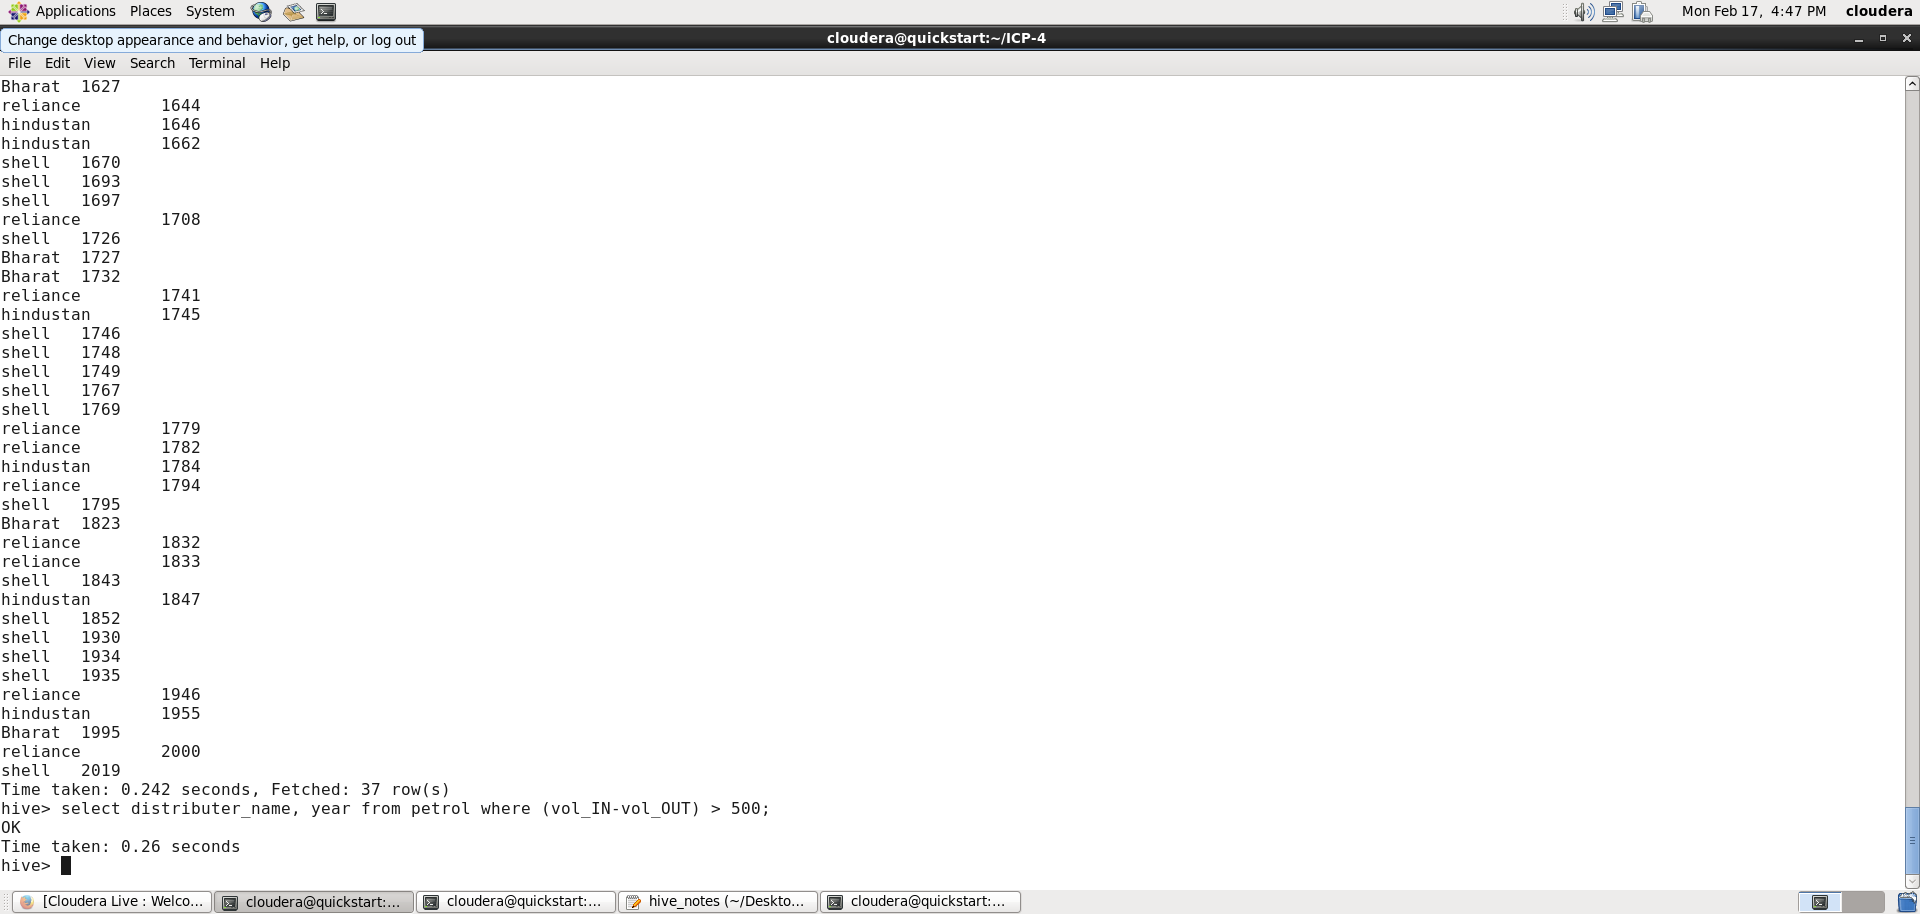 Applications Places System Mon Feb 17, 4:47 PM cloudera
Change desktop appearance and behavior, get help, or log out
cloudera@quickstart:~/ICP-4
File Edit View Search Terminal Help
Bharat 1627
reliance 1644
hindustan 1646
hindustan 1662
shell 1670
shell 1693
shell 1697
reliance 1708
shell 1726
Bharat 1727
Bharat 1732
reliance 1741
hindustan 1745
shell 1746
shell 1748
shell 1749
shell 1767
shell 1769
reliance 1779
reliance 1782
hindustan 1784
reliance 1794
shell 1795
Bharat 1823
reliance 1832
reliance 1833
shell 1843
hindustan 1847
shell 1852
shell 1930
shell 1934
shell 1935
reliance 1946
hindustan 1955
Bharat 1995
reliance 2000
shell 2019
Time taken: 0.242 seconds, Fetched: 37 row(s)
hive> select distributer_name, year from petrol where (vol_IN-vol_OUT) > 500;
OK
Time taken: 0.26 seconds
hive>
[Cloudera Live : Welco... cloudera@quickstart:... cloudera@quickstart:... hive_notes (~/Deskto... cloudera@quickstart:...